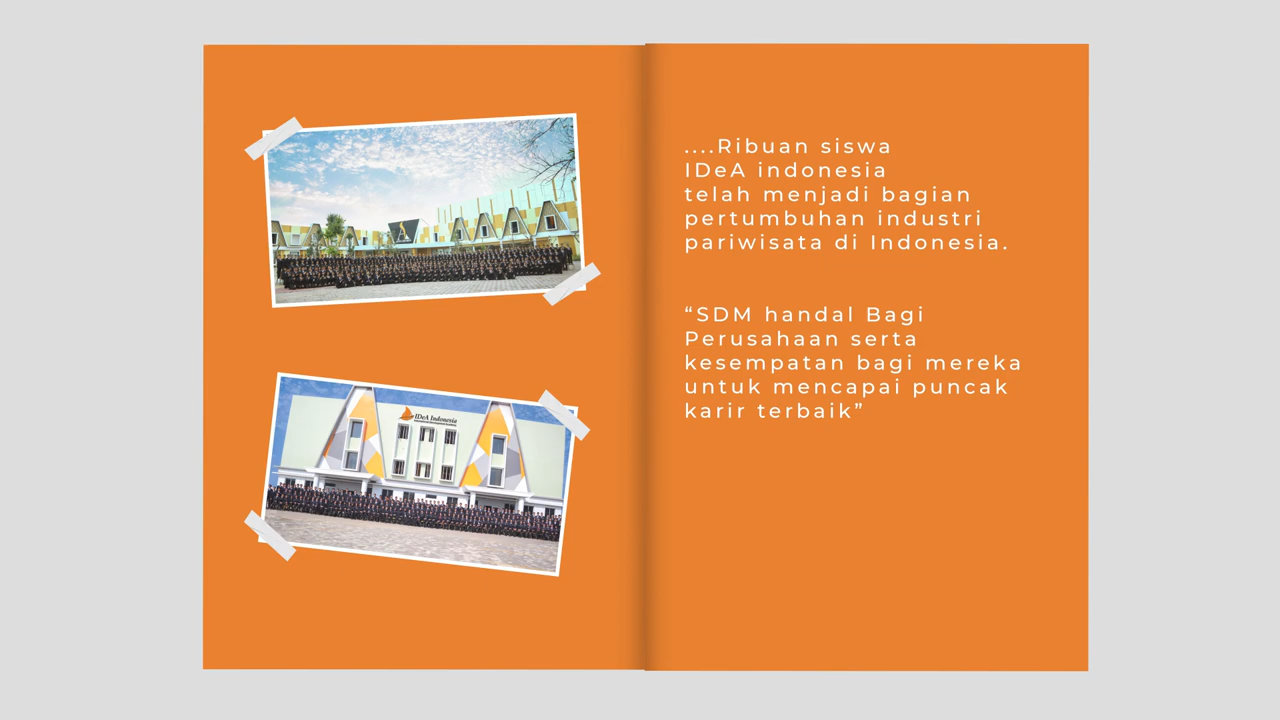 IDeA Indonesia
....Ribuan siswa
IDeA indonesia
telah menjadi bagian
pertumbuhan industri
pariwisata di Indonesia.
“SDM handal Bagi
Perusahaan serta
kesempatan bagi mereka
untuk mencapai puncak
karir terbaik”